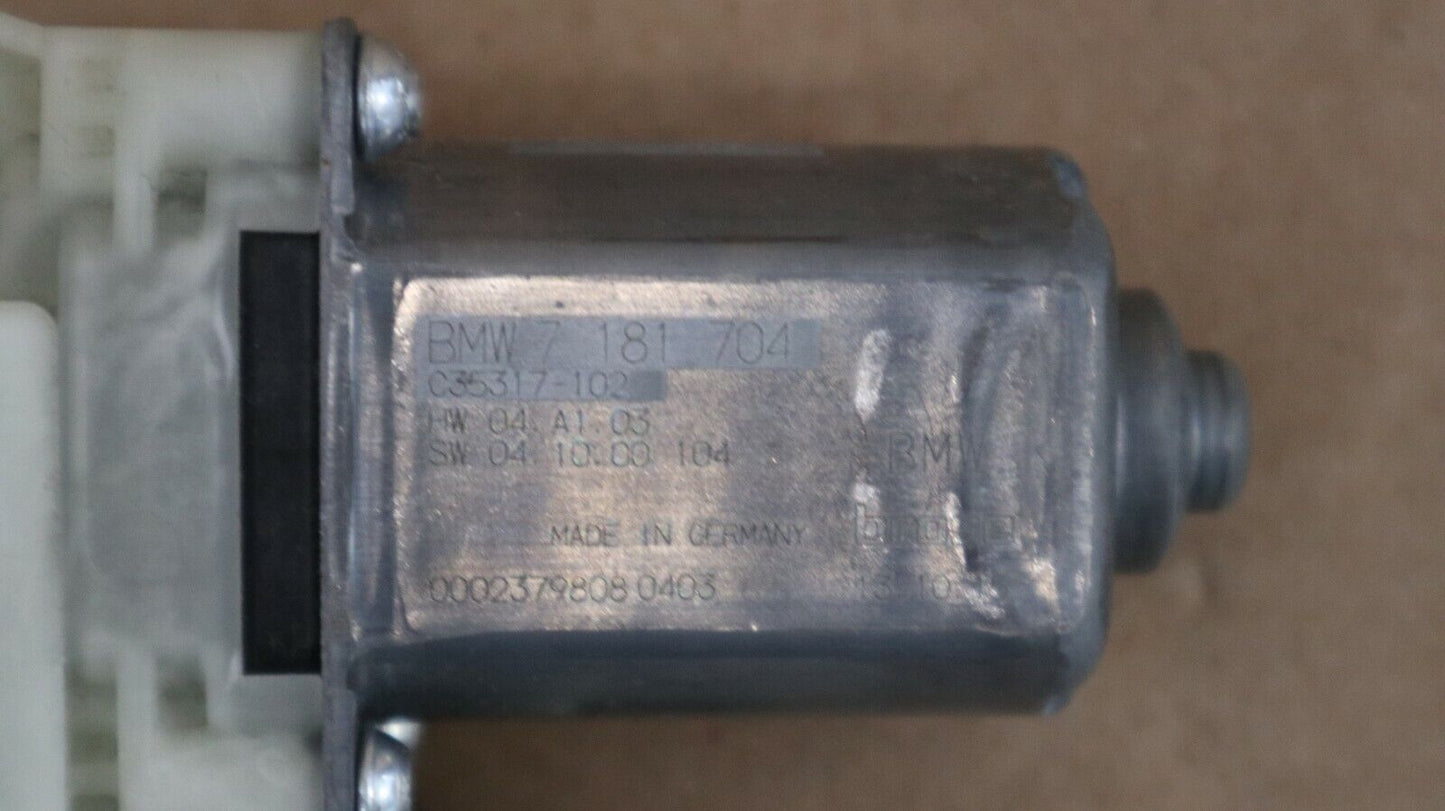 BMW 7 181 704
C35317-102
HW 04.A1.03
SW 04.10.00 104
MADE IN GERMANY
0002379808 0403